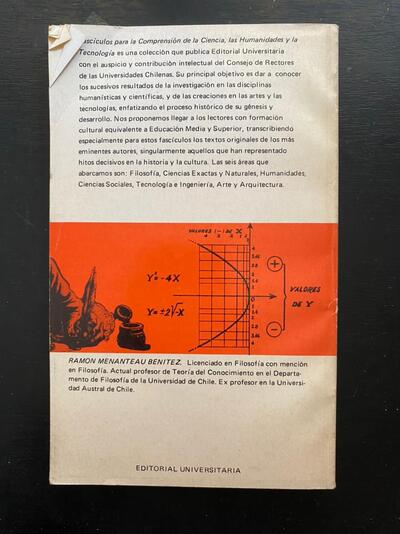 Fascículos para la Comprensión de la Ciencia, las Humanidades y la
Tecnología es una colección que publica Editorial Universitaria
con el auspicio y contribución intelectual del Consejo de Rectores
de las Universidades Chilenas. Su principal objetivo es dar a conocer
los sucesivos resultados de la investigación en las disciplinas
humanísticas y científicas, y de las creaciones en las artes y las
tecnologías, enfatizando el proceso histórico de su génesis y
desarrollo. Nos proponemos llegar a los lectores con formación
cultural equivalente a Educación Media y Superior, transcribiendo
especialmente para estos fascículos los textos originales de los más
eminentes autores, singularmente aquellos que han representado
hitos decisivos en la historia y la cultura. Las seis áreas que
abarcamos son: Filosofía, Ciencias Exactas y Naturales, Humanidades,
Ciencias Sociales, Tecnología e Ingeniería, Arte y Arquitectura.
VALORES (-) DE X
Y²= -4X
Y= ±2√-X
VALORES
DE Y
RAMON MENANTEAU BENITEZ. Licenciado en Filosofía con mención
en Filosofía. Actual profesor de Teoría del Conocimiento en el Departa-
mento de Filosofía de la Universidad de Chile. Ex profesor en la Universi-
dad Austral de Chile.
EDITORIAL UNIVERSITARIA